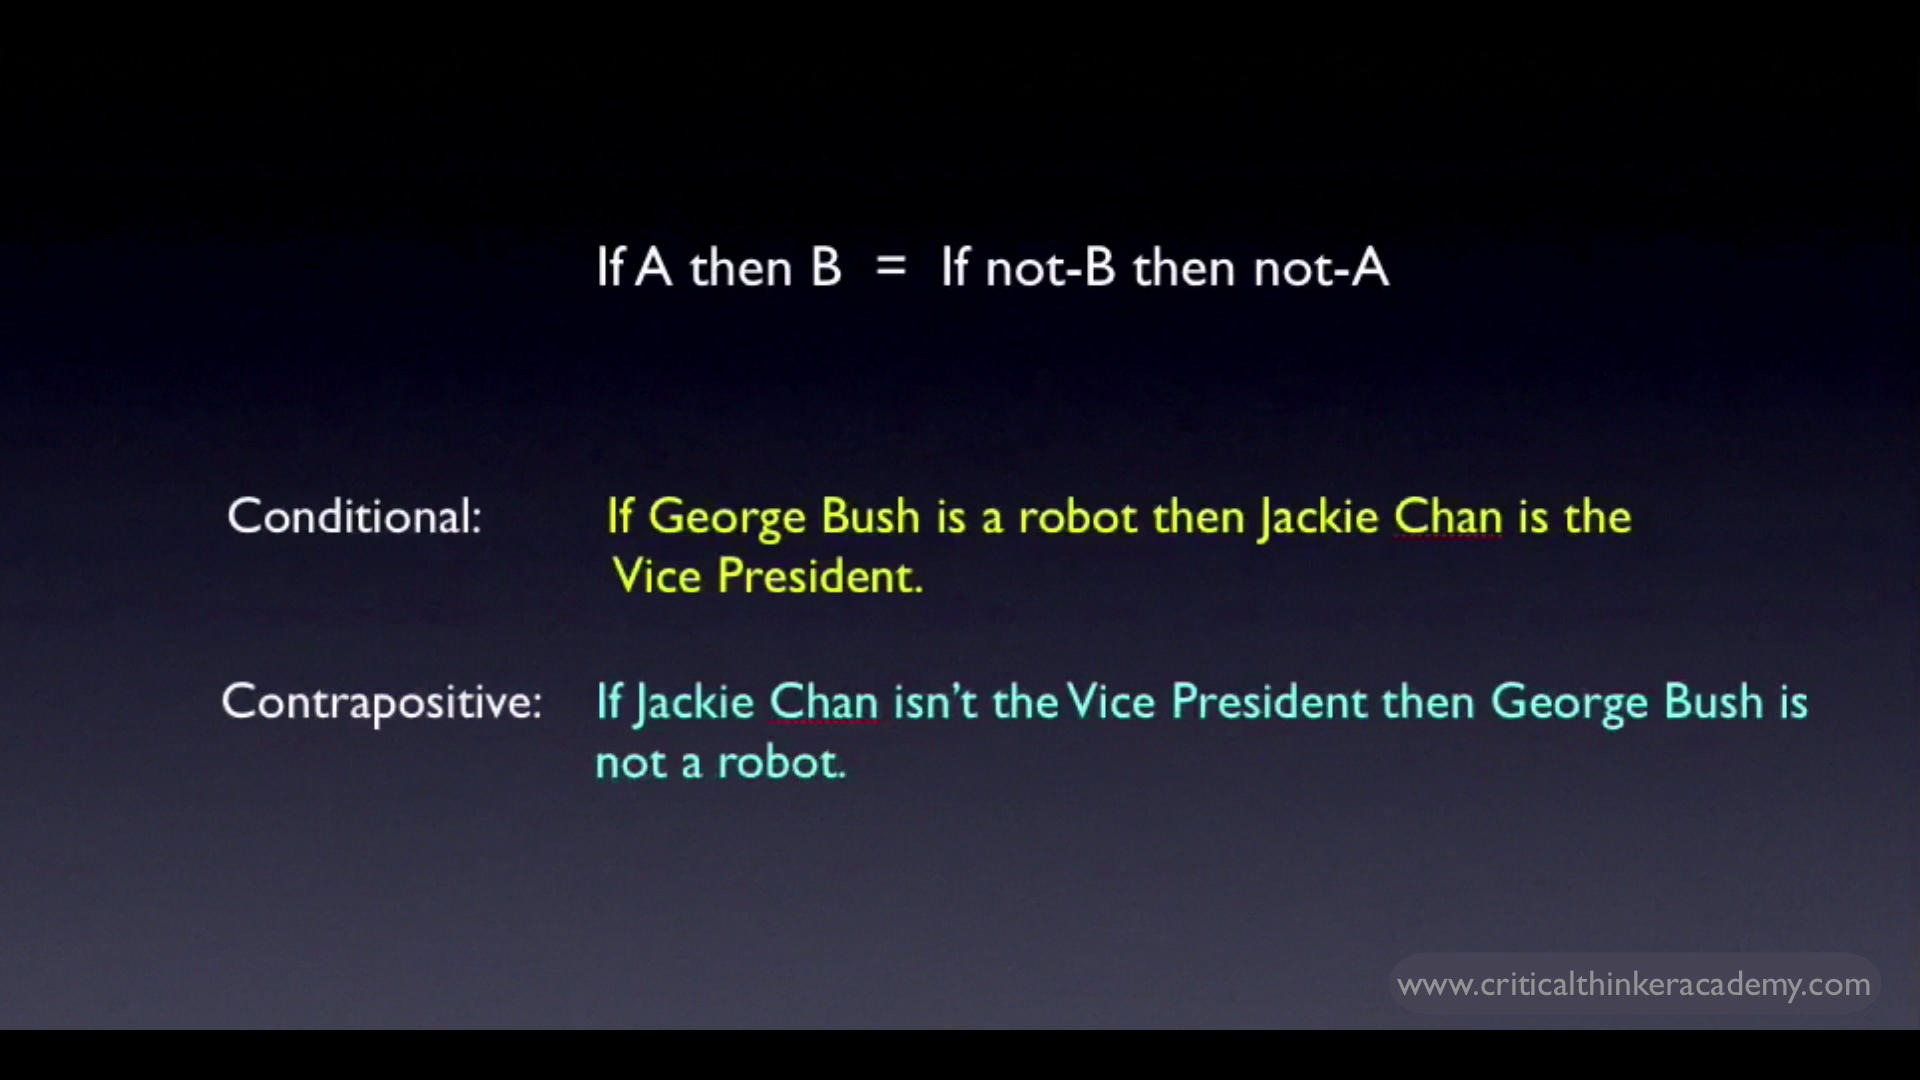 If A then B = If not-B then not-A
Conditional: If George Bush is a robot then Jackie Chan is the
Vice President.
Contrapositive: If Jackie Chan isn't the Vice President then George Bush is
not a robot.
www.criticalthinkeracademy.com